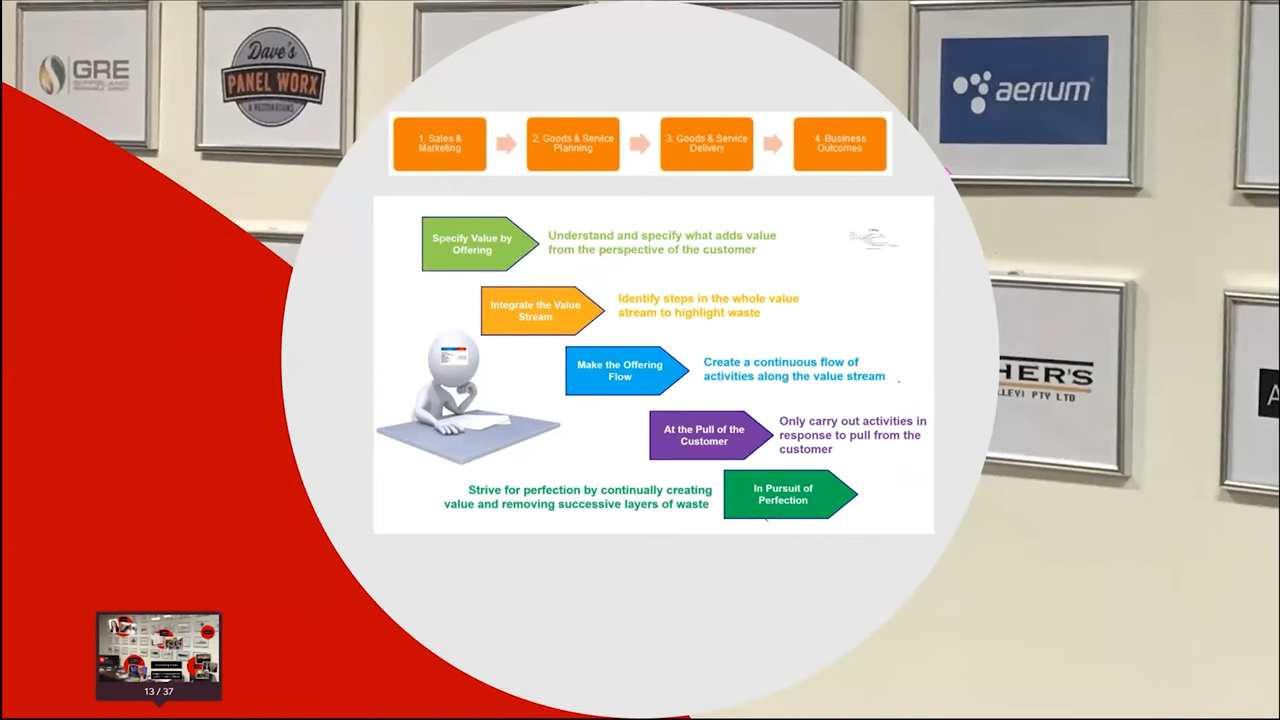 GRE
Dave's
PANEL WORX
& RESTORATIONS
aerium
1. Sales &
Marketing
2. Goods & Service
Planning
3. Goods & Service
Delivery
4. Business
Outcomes
Specify Value by
Offering
Understand and specify what adds value
from the perspective of the customer
Integrate the Value
Stream
Identify steps in the whole value
stream to highlight waste
Make the Offering
Flow
Create a continuous flow of
activities along the value stream
At the Pull of the
Customer
Only carry out activities in
response to pull from the
customer
Strive for perfection by continually creating
value and removing successive layers of waste
In Pursuit of
Perfection
HER'S
LLEY) PTY LTD
A
13 / 37